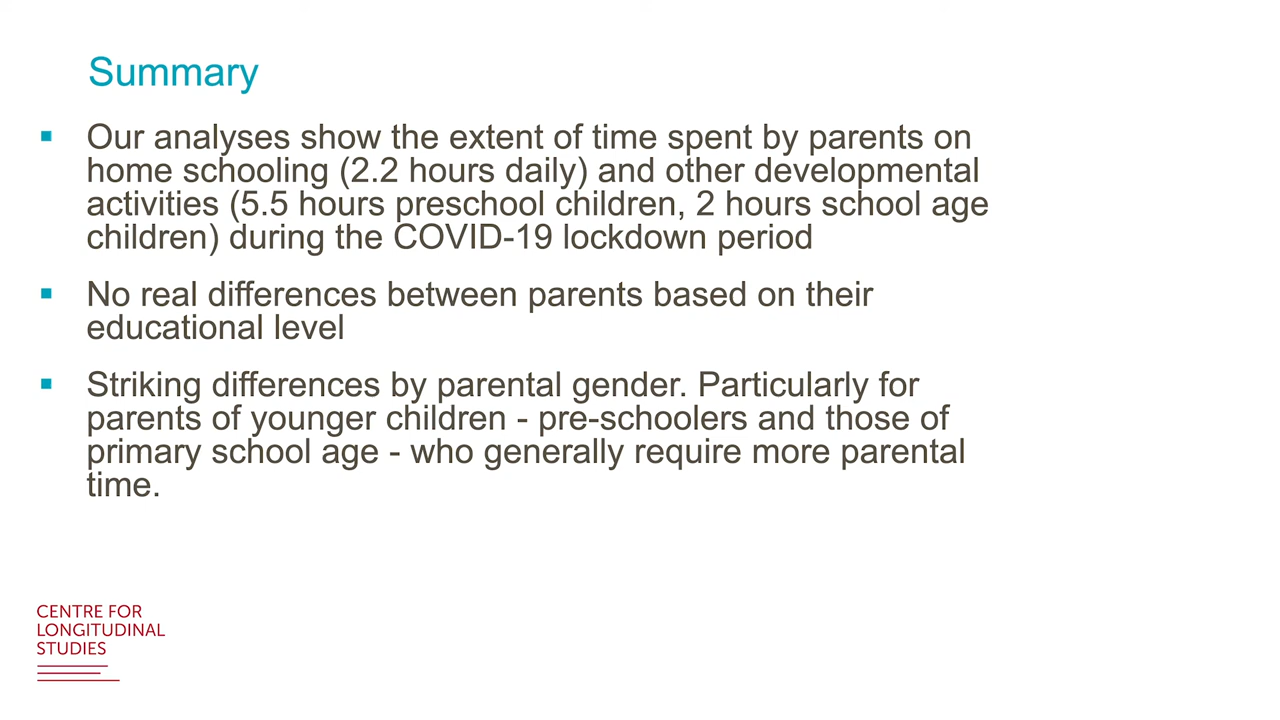 Summary
Our analyses show the extent of time spent by parents on
home schooling (2.2 hours daily) and other developmental
activities (5.5 hours preschool children, 2 hours school age
children) during the COVID-19 lockdown period
No real differences between parents based on their
educational level
Striking differences by parental gender. Particularly for
parents of younger children - pre-schoolers and those of
primary school age - who generally require more parental
time.
CENTRE FOR
LONGITUDINAL
STUDIES